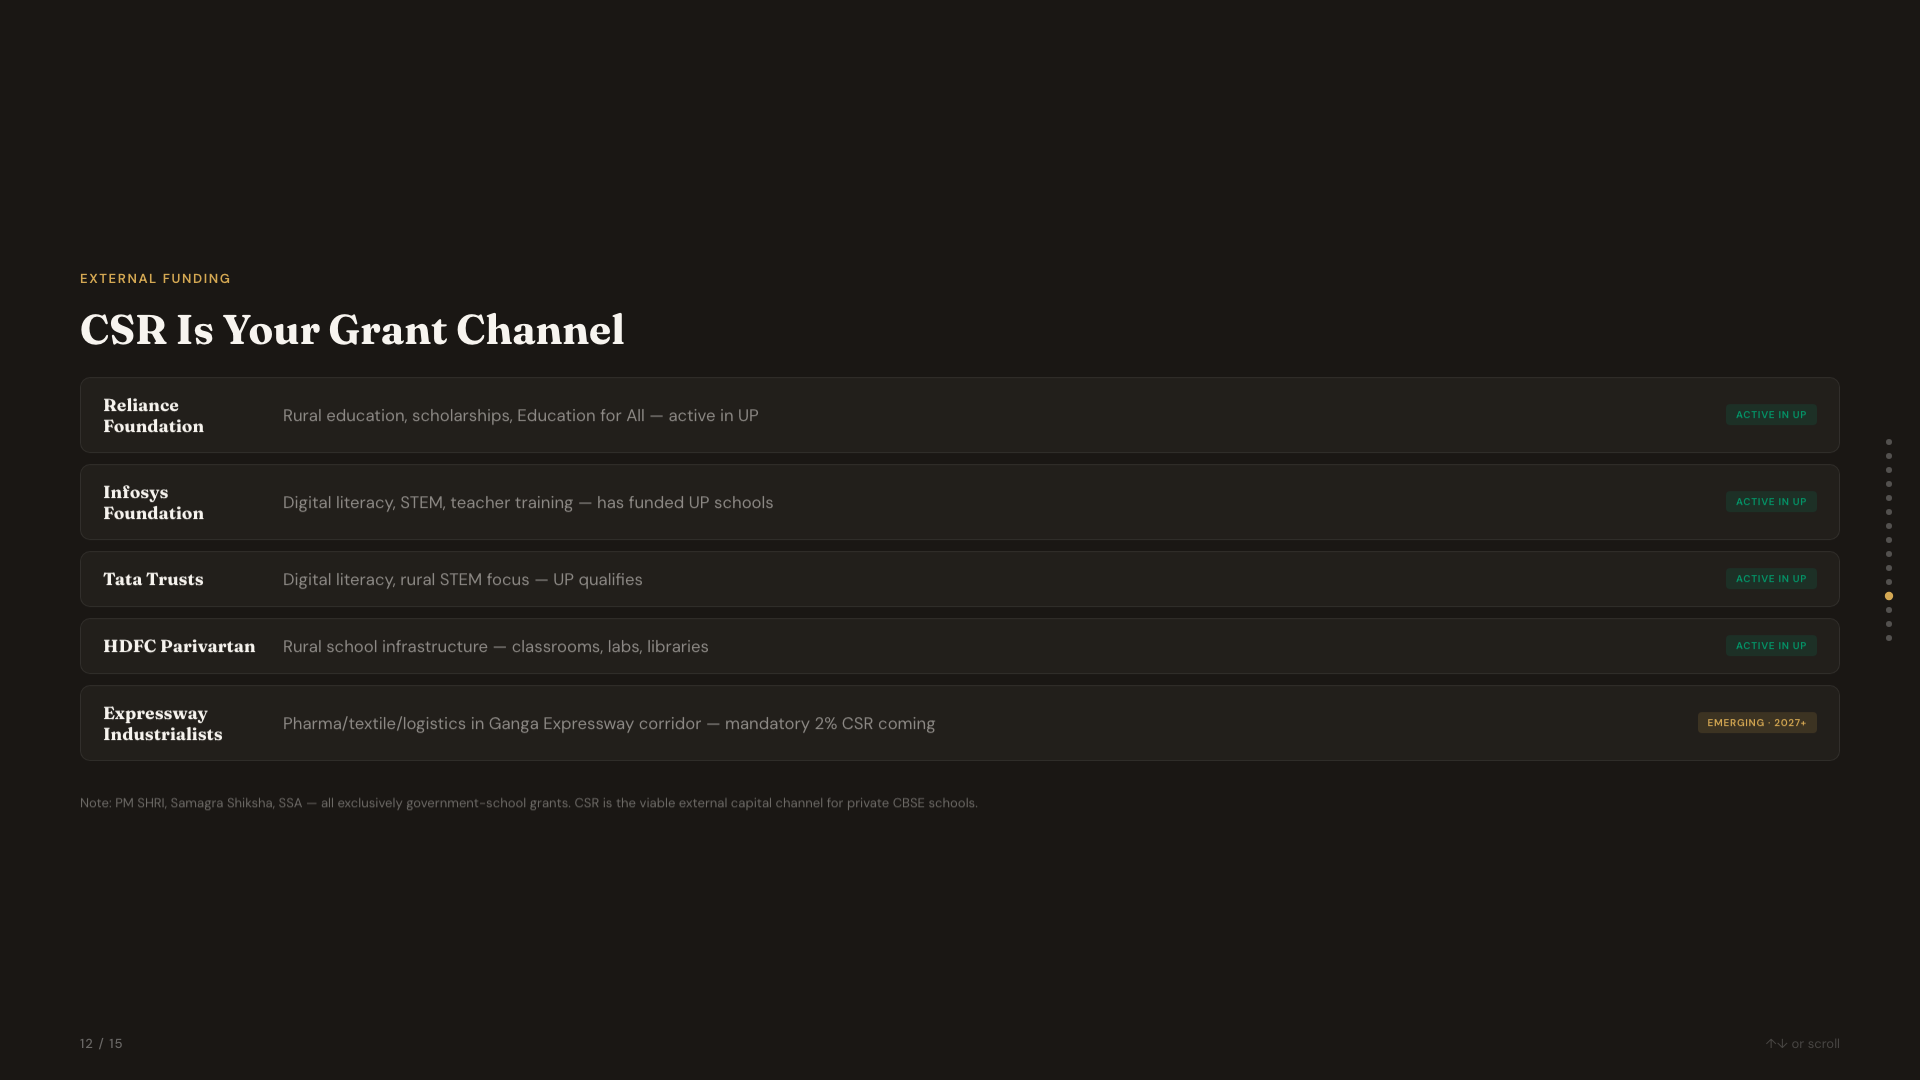 EXTERNAL FUNDING
CSR Is Your Grant Channel
Reliance
Foundation
Rural education, scholarships, Education for All — active in UP
ACTIVE IN UP
Infosys
Foundation
Digital literacy, STEM, teacher training — has funded UP schools
ACTIVE IN UP
Tata Trusts
Digital literacy, rural STEM focus — UP qualifies
ACTIVE IN UP
HDFC Parivartan
Rural school infrastructure — classrooms, labs, libraries
ACTIVE IN UP
Expressway
Industrialists
Pharma/textile/logistics in Ganga Expressway corridor — mandatory 2% CSR coming
EMERGING · 2027+
Note: PM SHRI, Samagra Shiksha, SSA — all exclusively government-school grants. CSR is the viable external capital channel for private CBSE schools.
12 / 15
↑↓ or scroll